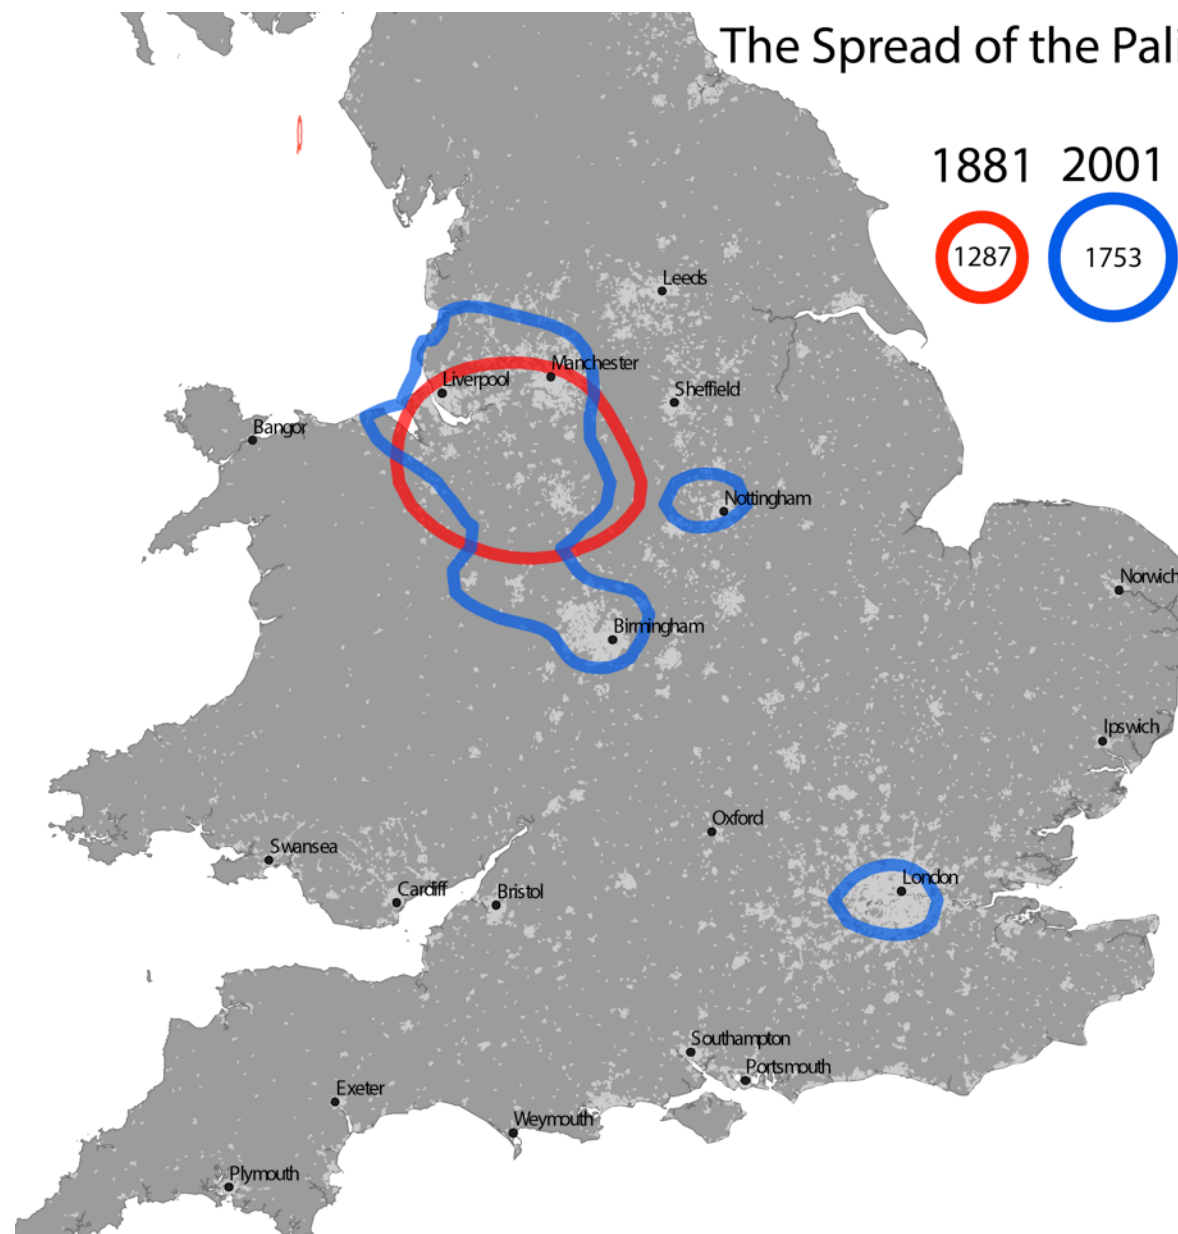 The Spread of the Pali
1881 2001
1287 1753
Leeds
Manchester
Liverpool
Sheffield
Bangor
Nottingham
Norwich
Birmingham
Ipswich
Oxford
Swansea
London
Cardiff
Bristol
Southampton
Portsmouth
Exeter
Weymouth
Plymouth